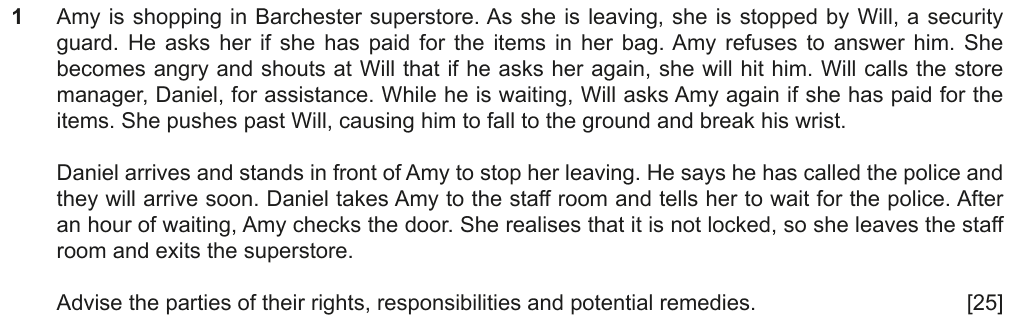 1 Amy is shopping in Barchester superstore. As she is leaving, she is stopped by Will, a security
guard. He asks her if she has paid for the items in her bag. Amy refuses to answer him. She
becomes angry and shouts at Will that if he asks her again, she will hit him. Will calls the store
manager, Daniel, for assistance. While he is waiting, Will asks Amy again if she has paid for the
items. She pushes past Will, causing him to fall to the ground and break his wrist.
Daniel arrives and stands in front of Amy to stop her leaving. He says he has called the police and
they will arrive soon. Daniel takes Amy to the staff room and tells her to wait for the police. After
an hour of waiting, Amy checks the door. She realises that it is not locked, so she leaves the staff
room and exits the superstore.
Advise the parties of their rights, responsibilities and potential remedies. [25]